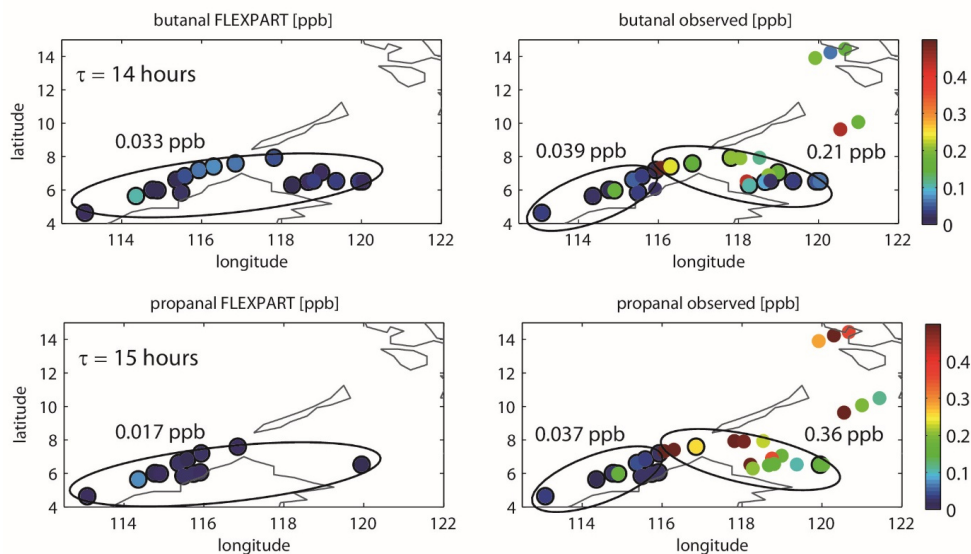 butanal FLEXPART [ppb]
butanal observed [ppb]
14
12
10
8
6
4
latitude
τ = 14 hours
0.033 ppb
114 116 118 120 122
longitude
14
12
10
8
6
4
0.039 ppb
0.21 ppb
114 116 118 120 122
longitude
0.4
0.3
0.2
0.1
0
propanal FLEXPART [ppb]
propanal observed [ppb]
14
12
10
8
6
4
latitude
τ = 15 hours
0.017 ppb
114 116 118 120 122
longitude
14
12
10
8
6
4
0.037 ppb
0.36 ppb
114 116 118 120 122
longitude
0.4
0.3
0.2
0.1
0